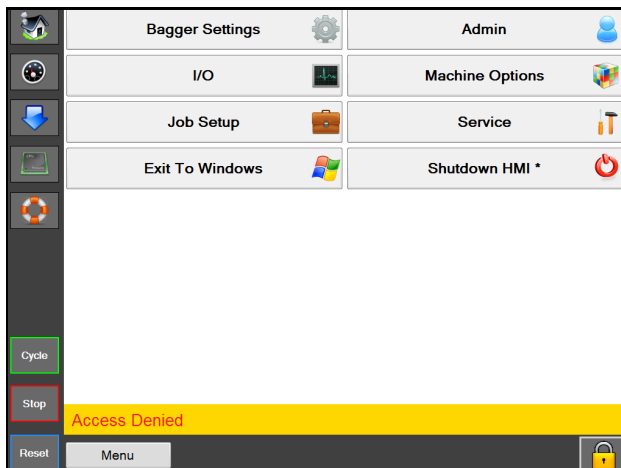 Bagger Settings
Admin
I/O
Machine Options
Job Setup
Service
Exit To Windows
Shutdown HMI *
Cycle
Stop
Access Denied
Reset
Menu